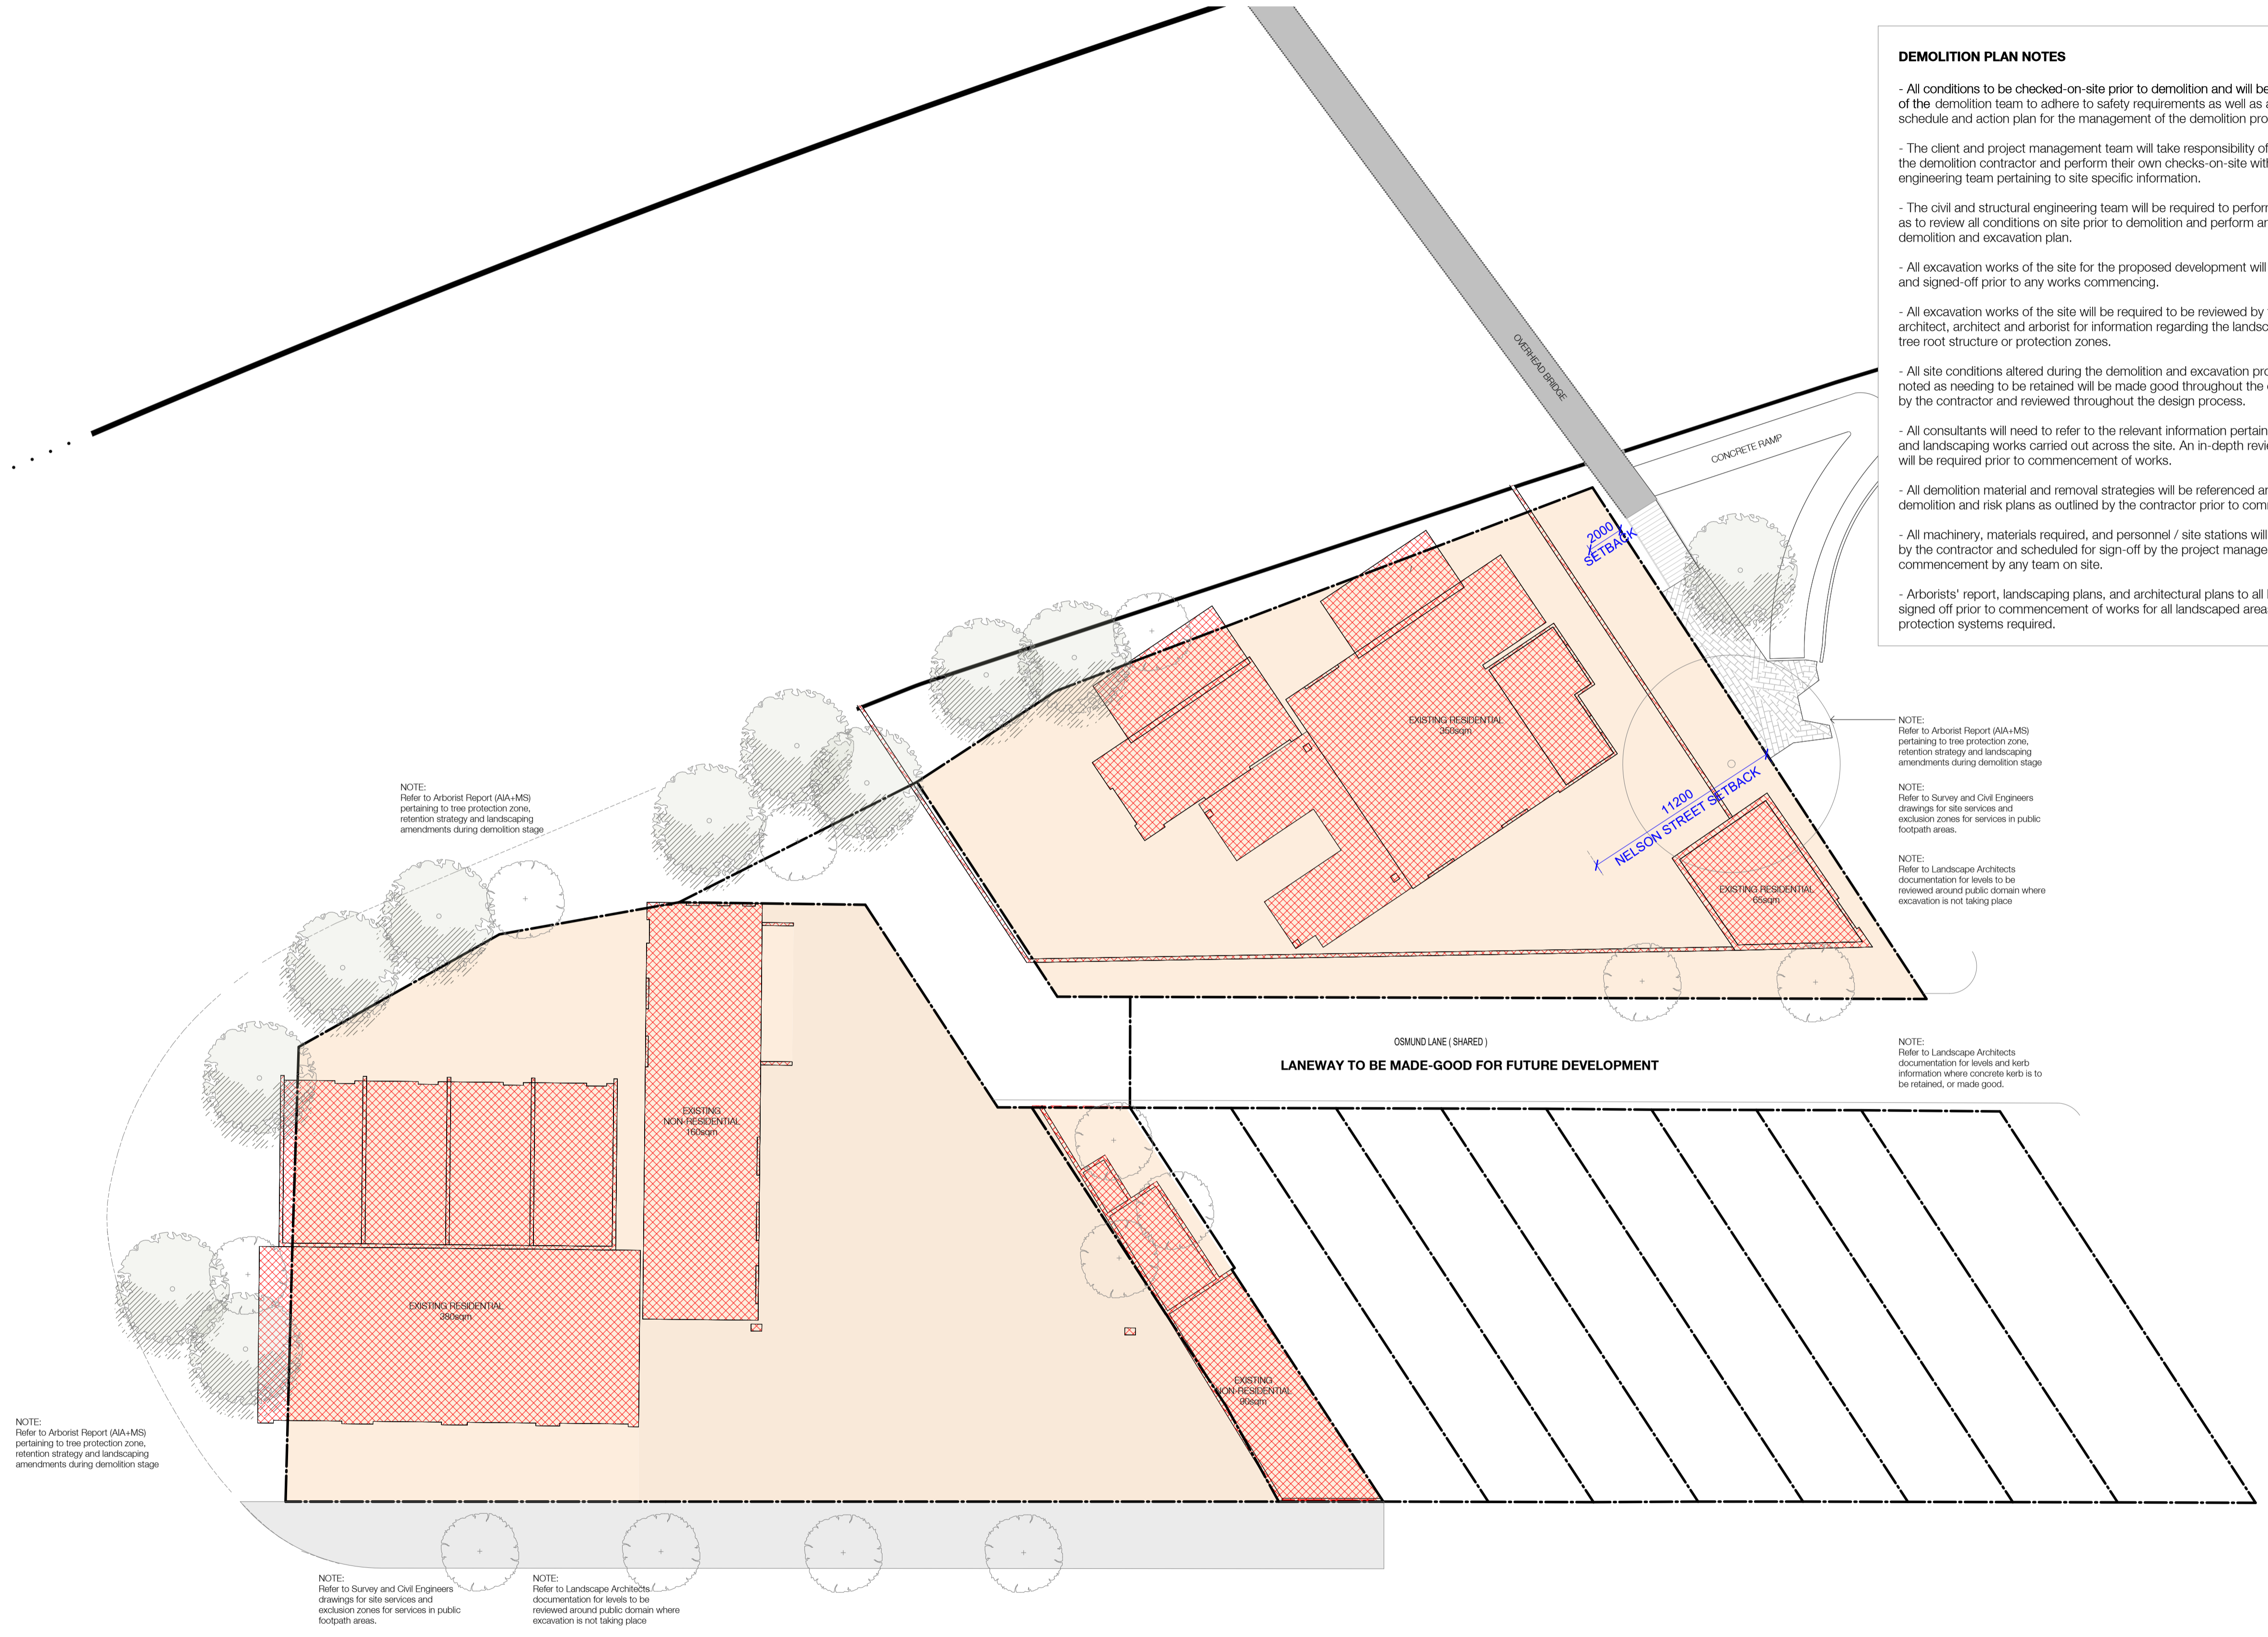 DEMOLITION PLAN NOTES
- All conditions to be checked-on-site prior to demolition and will be
of the demolition team to adhere to safety requirements as well as
schedule and action plan for the management of the demolition
- The client and project management team will take responsibility of
the demolition contractor and perform their own checks-on-site
engineering team pertaining to site specific information.
- The civil and structural engineering team will be required to
as to review all conditions on site prior to demolition and perform
demolition and excavation plan.
- All excavation works of the site for the proposed development will
and signed-off prior to any works commencing.
- All excavation works of the site will be required to be reviewed by
architect, architect and arborist for information regarding the
tree root structure or protection zones.
- All site conditions altered during the demolition and excavation
noted as needing to be retained will be made good throughout the
by the contractor and reviewed throughout the design process.
- All consultants will need to refer to the relevant information
and landscaping works carried out across the site. An in-depth
will be required prior to commencement of works.
- All demolition material and removal strategies will be referenced
demolition and risk plans as outlined by the contractor prior to
- All machinery, materials required, and personnel / site stations will
by the contractor and scheduled for sign-off by the project
commencement by any team on site.
- Arborists' report, landscaping plans, and architectural plans to all
signed off prior to commencement of works for all landscaped
protection systems required.
OVERHEAD BRIDGE
CONCRETE RAMP
2000
SETBACK
EXISTING RESIDENTIAL
350sqm
11200
NELSON STREET SETBACK
EXISTING RESIDENTIAL
65sqm
NOTE:
Refer to Arborist Report (AIA+MS)
pertaining to tree protection zone,
retention strategy and landscaping
amendments during demolition stage
NOTE:
Refer to Survey and Civil Engineers
drawings for site services and
exclusion zones for services in public
footpath areas.
NOTE:
Refer to Landscape Architects
documentation for levels to be
reviewed around public domain where
excavation is not taking place
NOTE:
Refer to Arborist Report (AIA+MS)
pertaining to tree protection zone,
retention strategy and landscaping
amendments during demolition stage
OSMUND LANE ( SHARED )
LANEWAY TO BE MADE-GOOD FOR FUTURE DEVELOPMENT
NOTE:
Refer to Landscape Architects
documentation for levels and kerb
information where concrete kerb is to
be retained, or made good.
EXISTING
NON-RESIDENTIAL
160sqm
EXISTING RESIDENTIAL
380sqm
EXISTING
NON-RESIDENTIAL
90sqm
NOTE:
Refer to Arborist Report (AIA+MS)
pertaining to tree protection zone,
retention strategy and landscaping
amendments during demolition stage
NOTE:
Refer to Survey and Civil Engineers
drawings for site services and
exclusion zones for services in public
footpath areas.
NOTE:
Refer to Landscape Architects
documentation for levels to be
reviewed around public domain where
excavation is not taking place